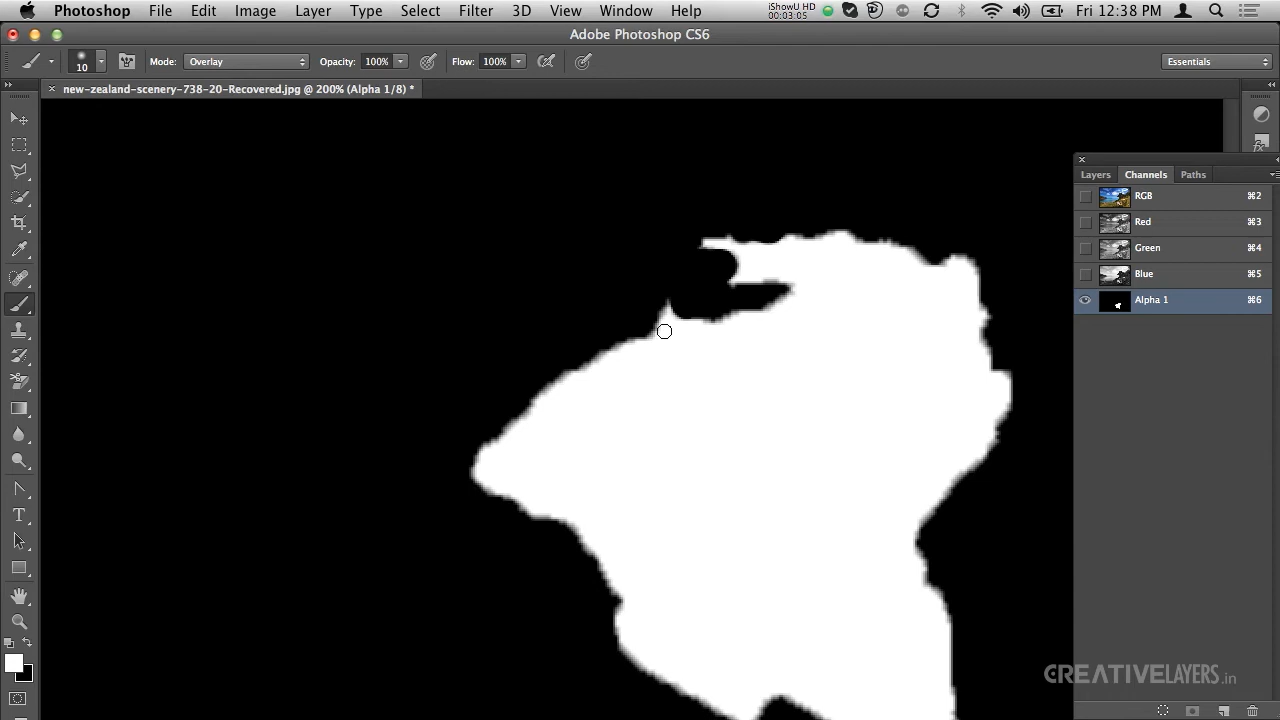 Photoshop File Edit Image Layer Type Select Filter 3D View Window Help iShowU HD 00:03:05 Fri 12:38 PM
Adobe Photoshop CS6
10 Mode: Overlay Opacity: 100% Flow: 100% Essentials
new-zealand-scenery-738-20-Recovered.jpg @ 200% (Alpha 1/8) *
Layers Channels Paths
RGB ⌘2
Red ⌘3
Green ⌘4
Blue ⌘5
Alpha 1 ⌘6
CREATIVELAYERS.in